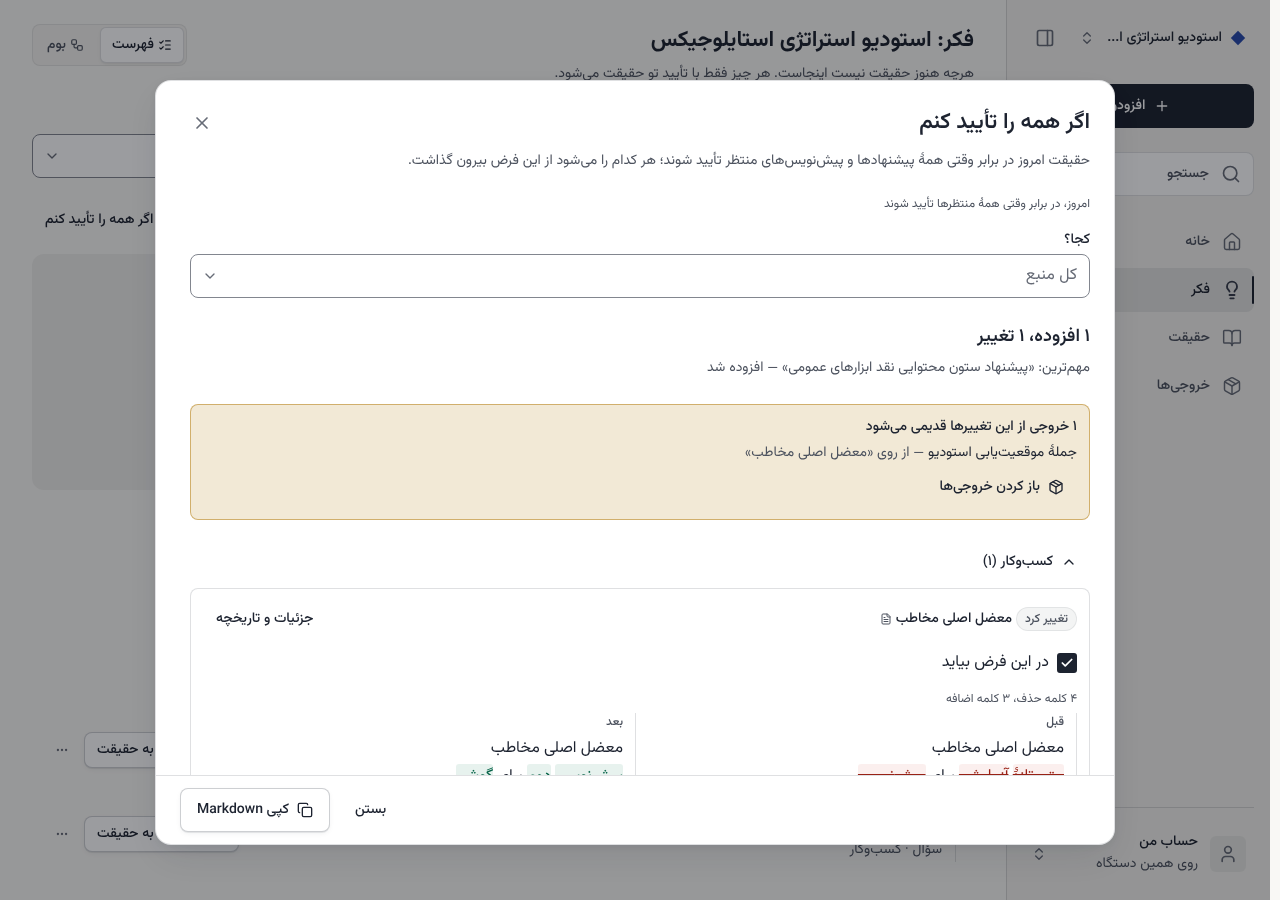 استودیو استراتژی ا...
افزودن
جستجو
خانه
فکر
حقیقت
خروجی‌ها
حساب من
روی همین دستگاه
فکر: استودیو استراتژی استایلوجیکس
هرچه هنوز حقیقت نیست اینجاست. هر چیز فقط با تأیید تو حقیقت می‌شود.
فهرست
بوم
اگر همه را تأیید کنم
به حقیقت
به حقیقت
سؤال · کسب‌وکار
اگر همه را تأیید کنم
حقیقت امروز در برابر وقتی همهٔ پیشنهادها و پیش‌نویس‌های منتظر تأیید شوند؛ هر کدام را می‌شود از این فرض بیرون گذاشت.
امروز، در برابر وقتی همهٔ منتظرها تأیید شوند
کجا؟
کل منبع
۱ افزوده، ۱ تغییر
مهم‌ترین: «پیشنهاد ستون محتوایی نقد ابزارهای عمومی» — افزوده شد
۱ خروجی از این تغییرها قدیمی می‌شود
جملهٔ موقعیت‌یابی استودیو — از روی «معضل اصلی مخاطب»
باز کردن خروجی‌ها
کسب‌وکار (۱)
تغییر کرد معضل اصلی مخاطب
جزئیات و تاریخچه
در این فرض بیاید
۴ کلمه حذف، ۳ کلمه اضافه
قبل
معضل اصلی مخاطب
بعد
معضل اصلی مخاطب
بستن
کپی Markdown